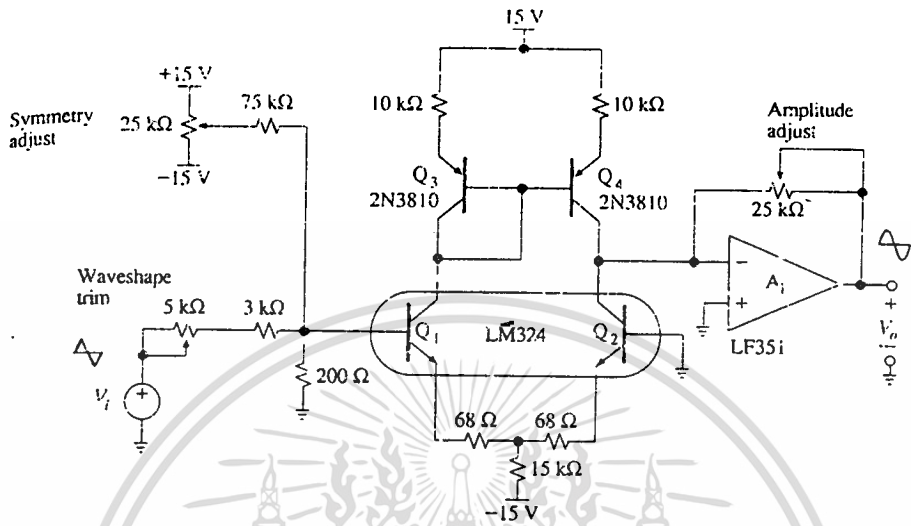 15 V
+15 V
Symmetry
adjust
25 kΩ
75 kΩ
-15 V
10 kΩ
10 kΩ
Amplitude
adjust
Q3
2N3810
Q4
2N3810
25 kΩ
Waveshape
trim
5 kΩ
3 kΩ
Q1
LM324
Q2
- 
+
A1
LF351
+
Vo
-
+
Vi
200 Ω
68 Ω
68 Ω
15 kΩ
-15 V